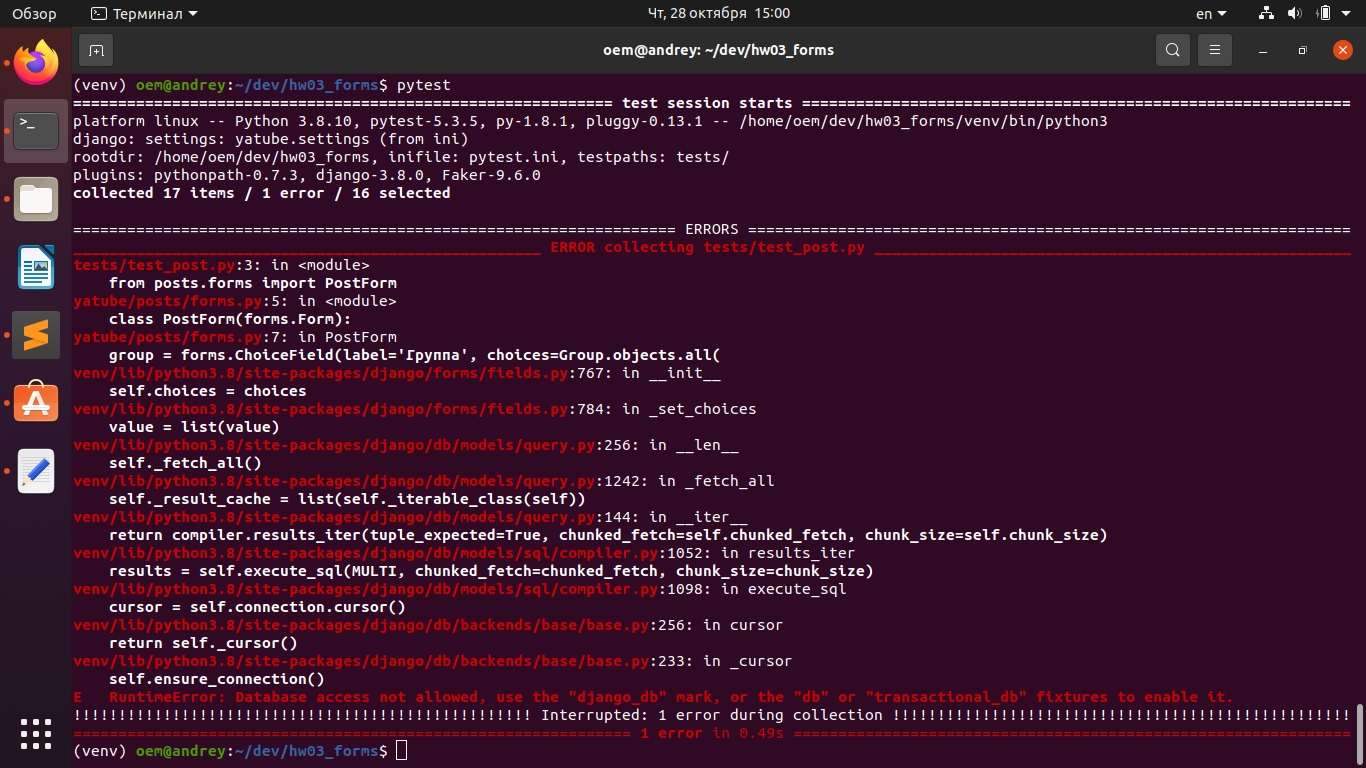 Обзор Терминал Чт, 28 октября 15:00 en
oem@andrey: ~/dev/hw03_forms
(venv) oem@andrey:~/dev/hw03_forms$ pytest
============================================================ test session starts =============================================================
platform linux -- Python 3.8.10, pytest-5.3.5, py-1.8.1, pluggy-0.13.1 -- /home/oem/dev/hw03_forms/venv/bin/python3
django: settings: yatube.settings (from ini)
rootdir: /home/oem/dev/hw03_forms, inifile: pytest.ini, testpaths: tests/
plugins: pythonpath-0.7.3, django-3.8.0, Faker-9.6.0
collected 17 items / 1 error / 16 selected
=================================================================== ERRORS ===================================================================
____________________________________________________ ERROR collecting tests/test_post.py _____________________________________________________
tests/test_post.py:3: in <module>
from posts.forms import PostForm
yatube/posts/forms.py:5: in <module>
class PostForm(forms.Form):
yatube/posts/forms.py:7: in PostForm
group = forms.ChoiceField(label='Группа', choices=Group.objects.all(
venv/lib/python3.8/site-packages/django/forms/fields.py:767: in __init__
self.choices = choices
venv/lib/python3.8/site-packages/django/forms/fields.py:784: in _set_choices
value = list(value)
venv/lib/python3.8/site-packages/django/db/models/query.py:256: in __len__
self._fetch_all()
venv/lib/python3.8/site-packages/django/db/models/query.py:1242: in _fetch_all
self._result_cache = list(self._iterable_class(self))
venv/lib/python3.8/site-packages/django/db/models/query.py:144: in __iter__
return compiler.results_iter(tuple_expected=True, chunked_fetch=self.chunked_fetch, chunk_size=self.chunk_size)
venv/lib/python3.8/site-packages/django/db/models/sql/compiler.py:1052: in results_iter
results = self.execute_sql(MULTI, chunked_fetch=chunked_fetch, chunk_size=chunk_size)
venv/lib/python3.8/site-packages/django/db/models/sql/compiler.py:1098: in execute_sql
cursor = self.connection.cursor()
venv/lib/python3.8/site-packages/django/db/backends/base/base.py:256: in cursor
return self._cursor()
venv/lib/python3.8/site-packages/django/db/backends/base/base.py:233: in _cursor
self.ensure_connection()
E   RuntimeError: Database access not allowed, use the "django_db" mark, or the "db" or "transactional_db" fixtures to enable it.
!!!!!!!!!!!!!!!!!!!!!!!!!!!!!!!!!!!!!!!!!!!!!!!!!!! Interrupted: 1 error during collection !!!!!!!!!!!!!!!!!!!!!!!!!!!!!!!!!!!!!!!!!!!!!!!!!!!
============================================================== 1 error in 0.49s ==============================================================
(venv) oem@andrey:~/dev/hw03_forms$